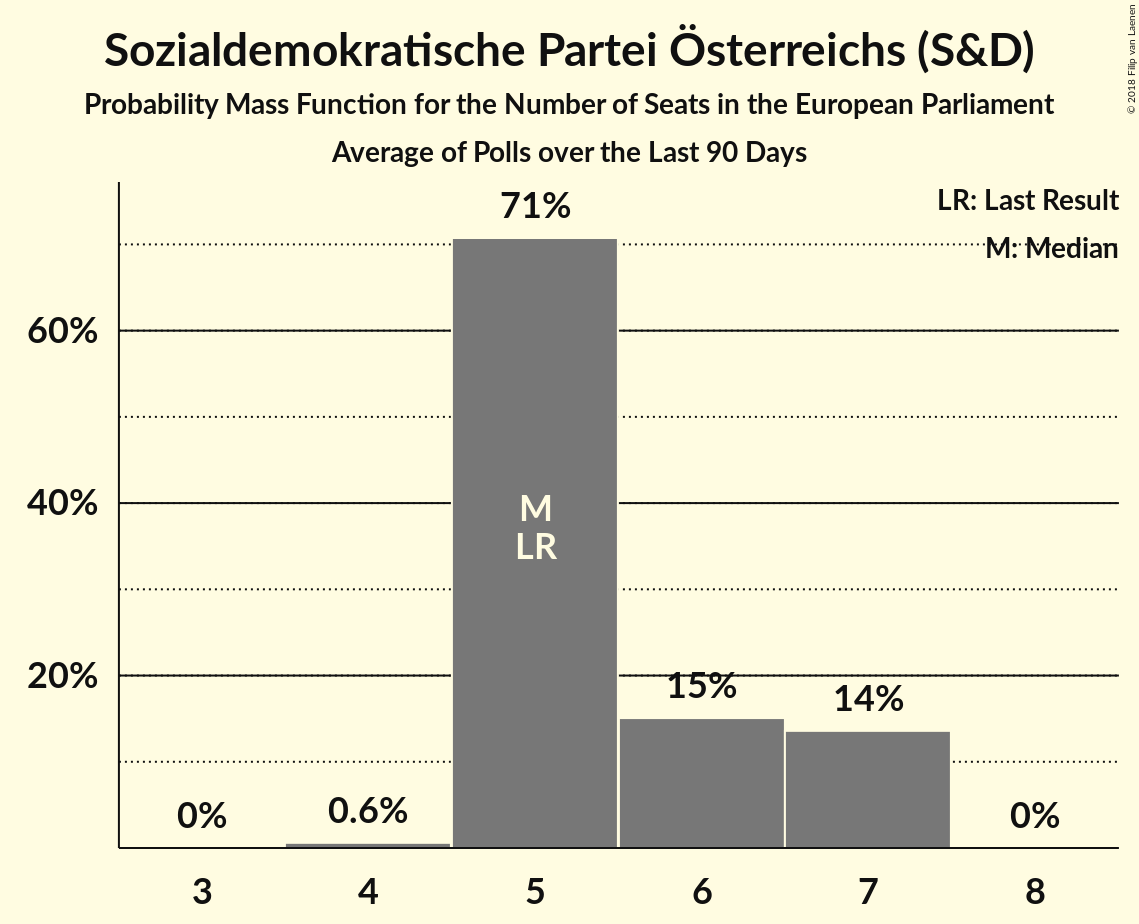 Sozialdemokratische Partei Österreichs (S&D)
Probability Mass Function for the Number of Seats in the European Parliament
Average of Polls over the Last 90 Days
© 2018 Filip van Laenen
LR: Last Result
M: Median
71%
60%
40%
20%
M
LR
15%
14%
0%
0.6%
0%
3
4
5
6
7
8